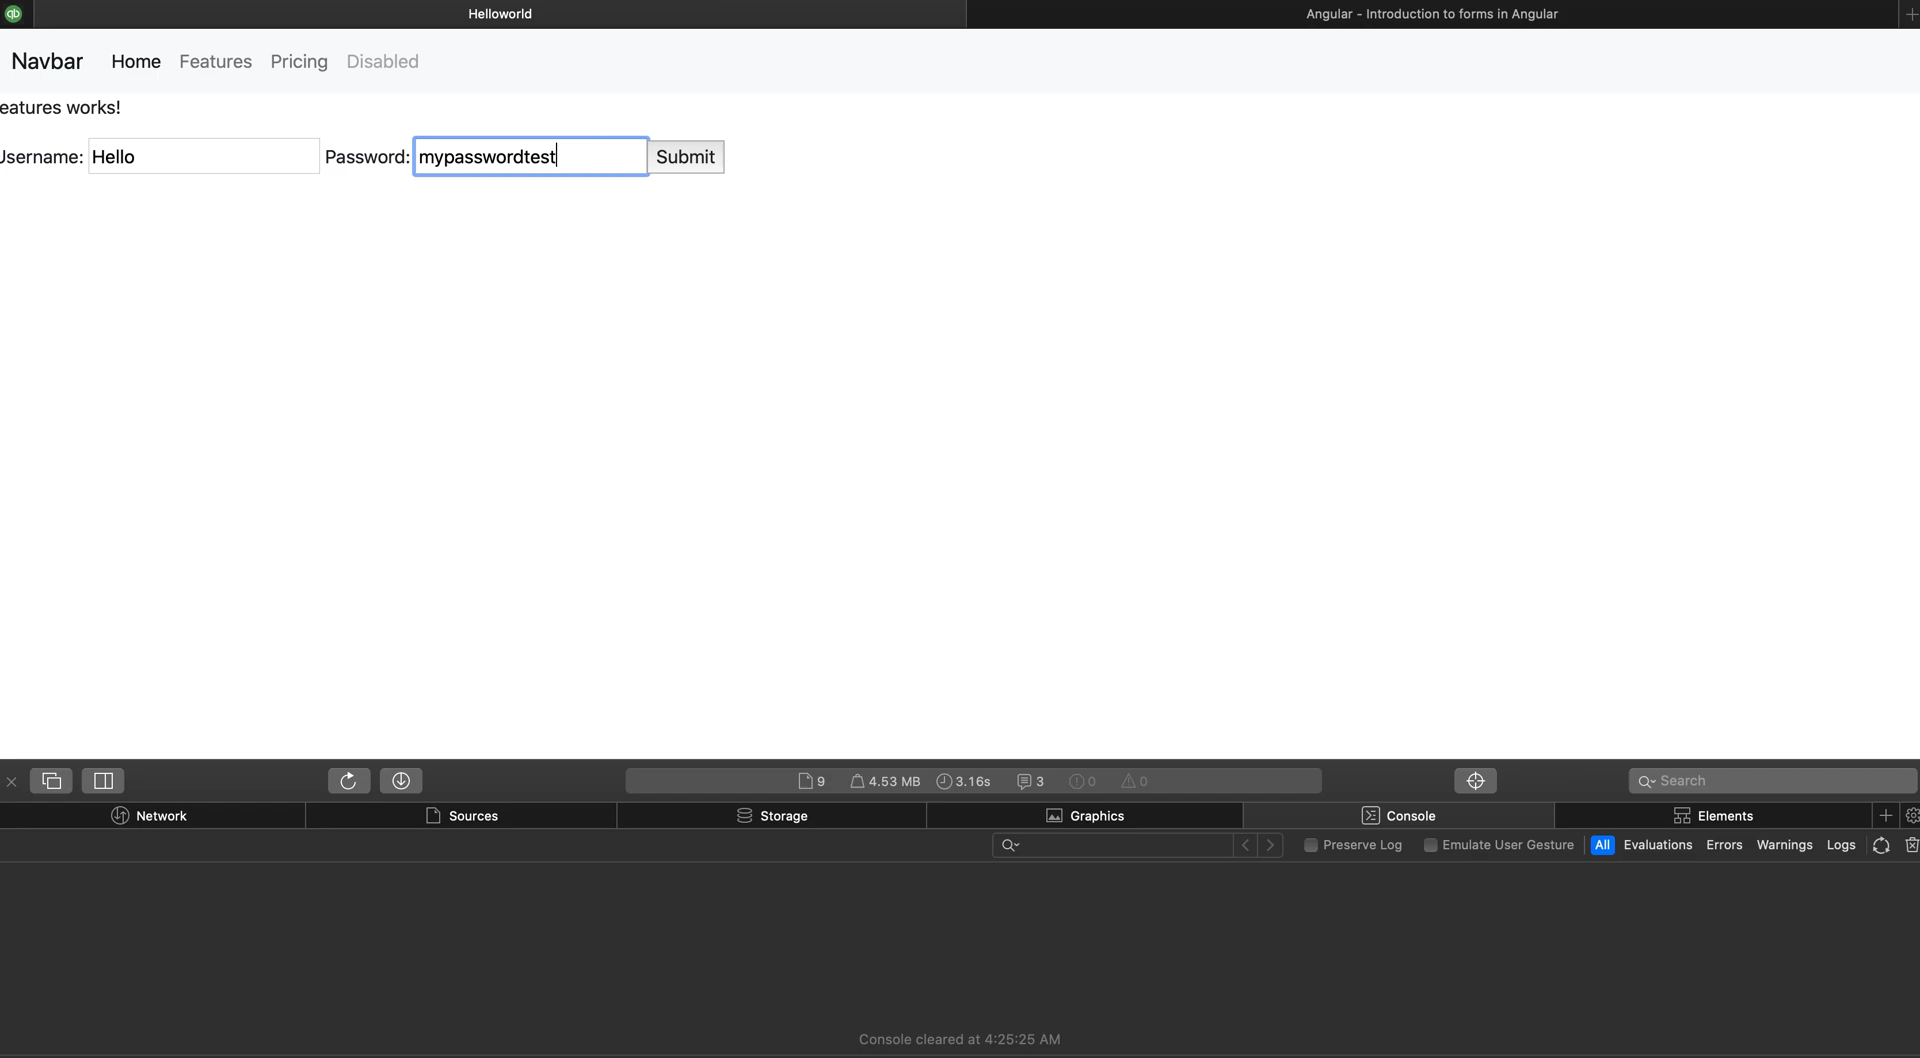 Helloworld Angular - Introduction to forms in Angular
Navbar Home Features Pricing Disabled
eatures works!
Username: Hello Password: mypasswordtest Submit
9 4.53 MB 3.16s 3 0 0 Search
Network Sources Storage Graphics Console Elements
Preserve Log Emulate User Gesture All Evaluations Errors Warnings Logs
Console cleared at 4:25:25 AM